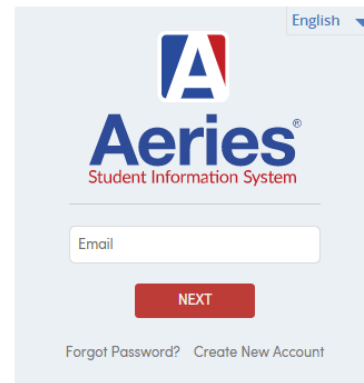 English
A
Aeries®
Student Information System
Email
NEXT
Forgot Password? Create New Account